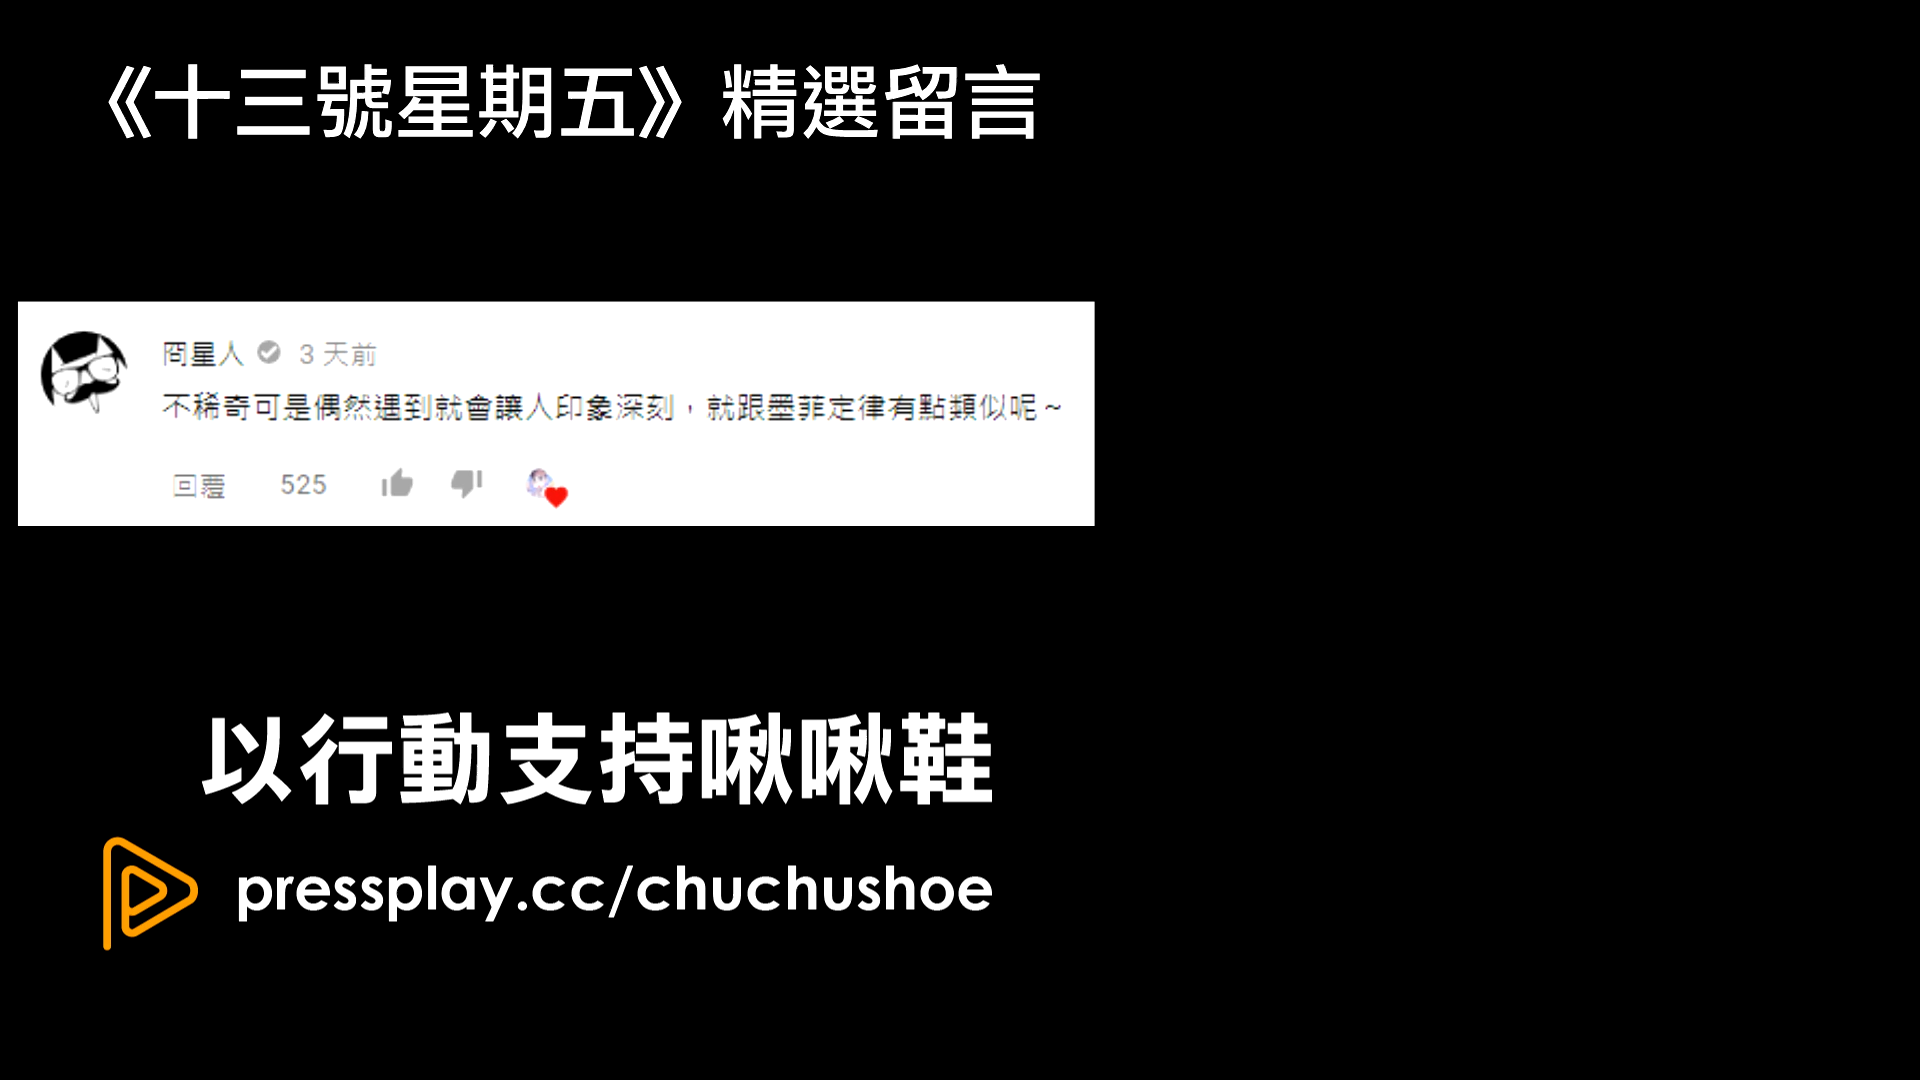 《十三號星期五》精選留言
冏星人 3 天前
不稀奇可是偶然遇到就會讓人印象深刻，就跟墨菲定律有點類似呢~
回覆 525
以行動支持啾啾鞋
pressplay.cc/chuchushoe